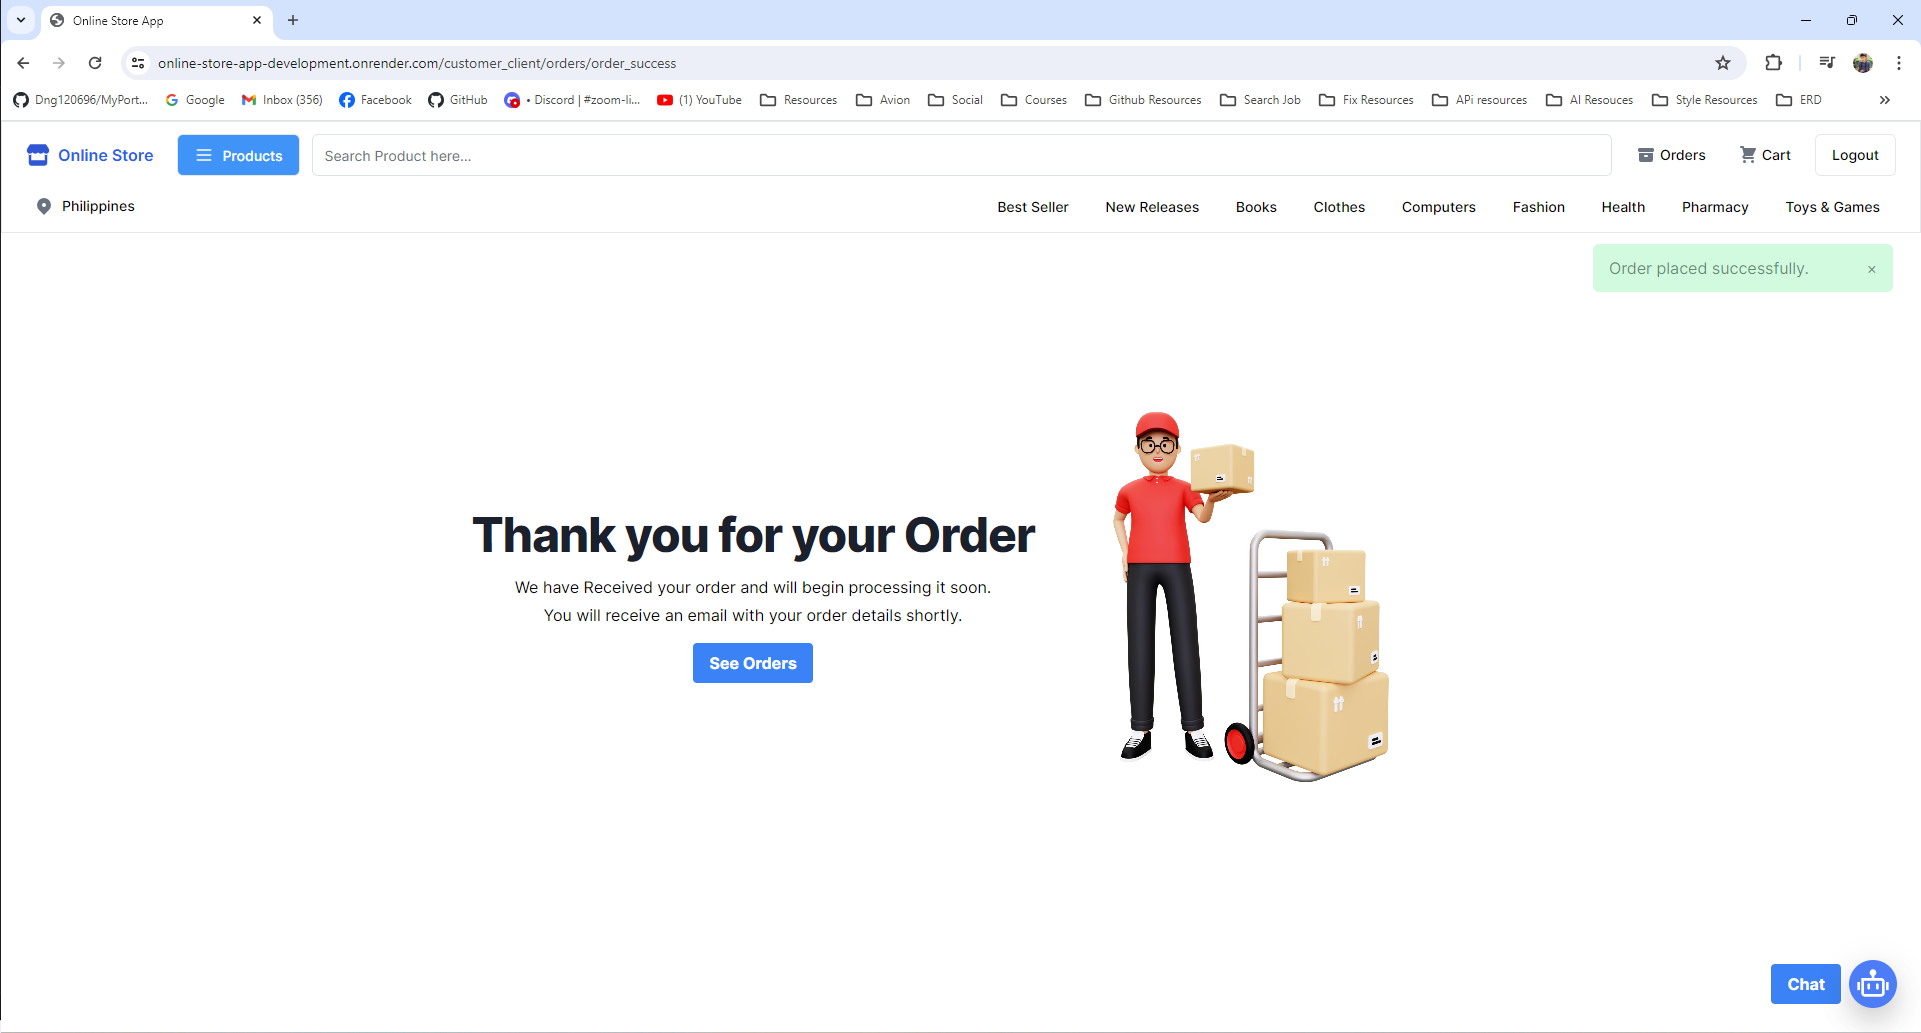 Online Store App
online-store-app-development.onrender.com/customer_client/orders/order_success
Dng120696/MyPort... Google Inbox (356) Facebook GitHub • Discord | #zoom-li... (1) YouTube Resources Avion Social Courses Github Resources Search Job Fix Resources APi resources AI Resouces Style Resources ERD
Online Store Products Search Product here... Orders Cart Logout
Philippines Best Seller New Releases Books Clothes Computers Fashion Health Pharmacy Toys & Games
Order placed successfully. ×
Thank you for your Order
We have Received your order and will begin processing it soon.
You will receive an email with your order details shortly.
See Orders
Chat